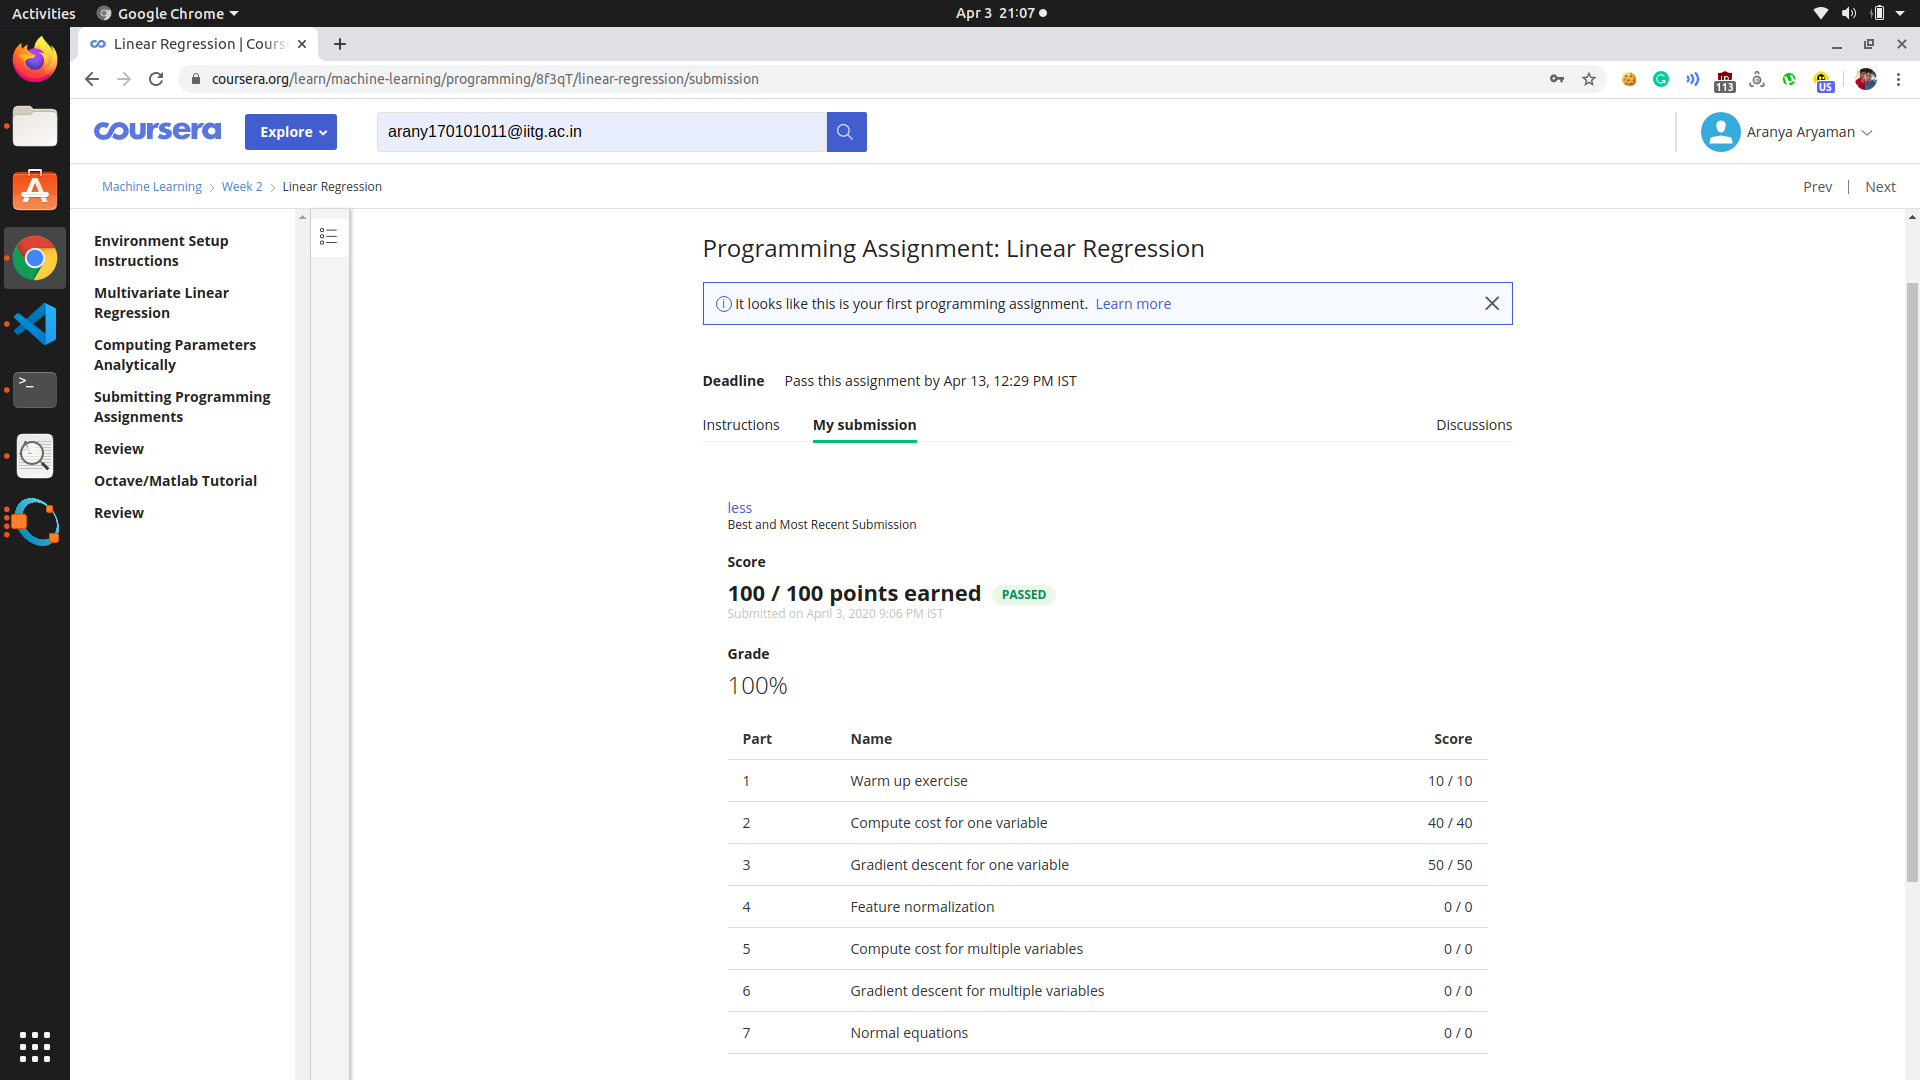 Activities Google Chrome Apr 3 21:07
Linear Regression | Cours
coursera.org/learn/machine-learning/programming/8f3qT/linear-regression/submission 113 US
coursera Explore arany170101011@iitg.ac.in Aranya Aryaman
Machine Learning > Week 2 > Linear Regression Prev | Next
Environment Setup
Instructions
Multivariate Linear
Regression
Computing Parameters
Analytically
Submitting Programming
Assignments
Review
Octave/Matlab Tutorial
Review
Programming Assignment: Linear Regression
It looks like this is your first programming assignment. Learn more
Deadline Pass this assignment by Apr 13, 12:29 PM IST
Instructions My submission Discussions
less
Best and Most Recent Submission
Score
100 / 100 points earned PASSED
Submitted on April 3, 2020 9:06 PM IST
Grade
100%
Part Name Score
1 Warm up exercise 10 / 10
2 Compute cost for one variable 40 / 40
3 Gradient descent for one variable 50 / 50
4 Feature normalization 0 / 0
5 Compute cost for multiple variables 0 / 0
6 Gradient descent for multiple variables 0 / 0
7 Normal equations 0 / 0